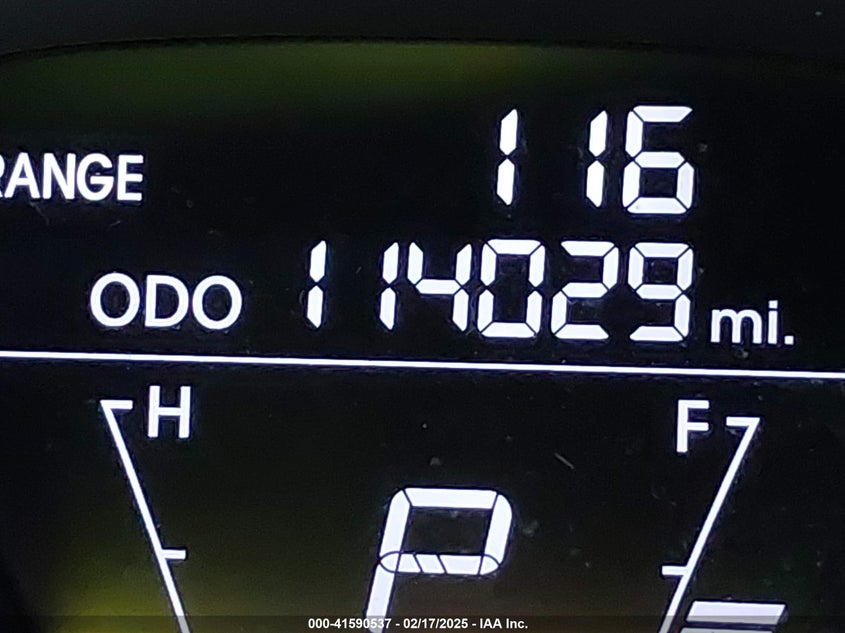 RANGE 116
ODO 114029 mi.
H F
P
000-41590537 - 02/17/2025 - IAA Inc.